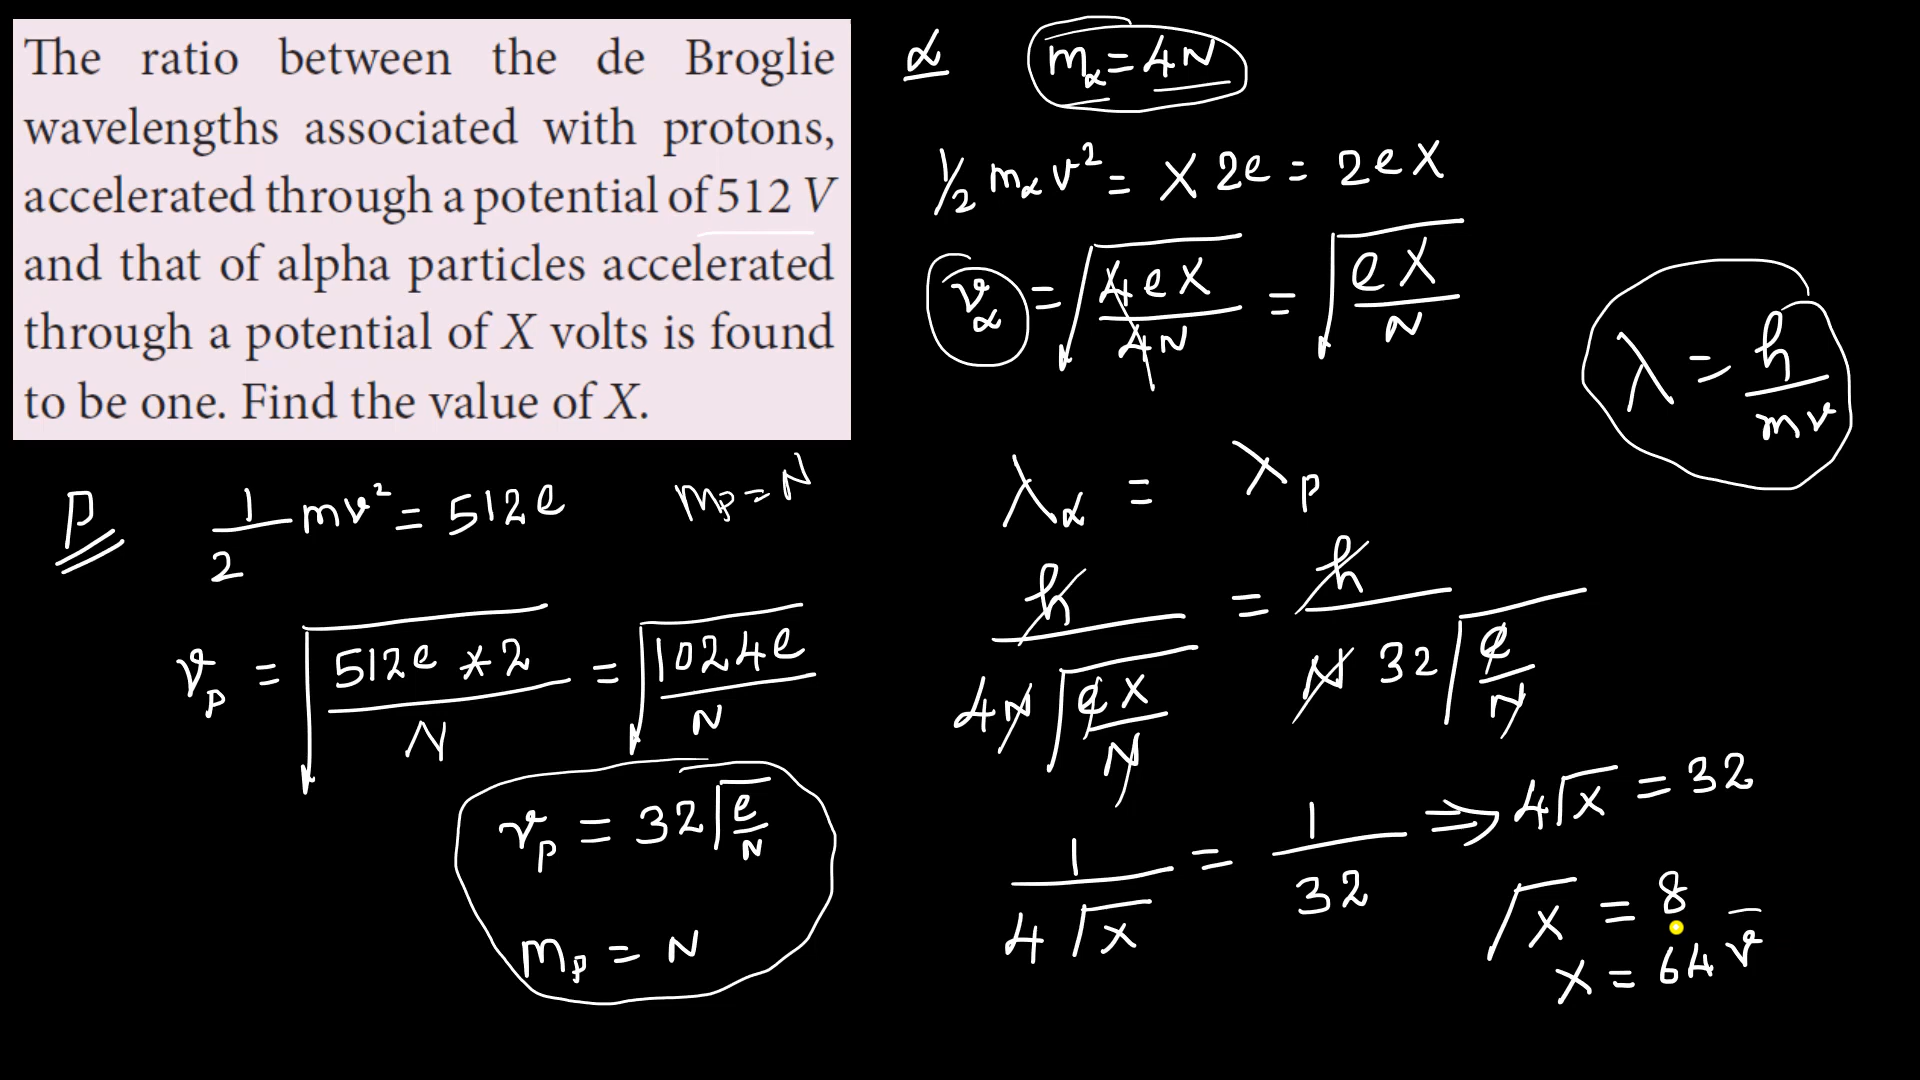 The ratio between the de Broglie
wavelengths associated with protons,
accelerated through a potential of 512 V
and that of alpha particles accelerated
through a potential of X volts is found
to be one. Find the value of X.
P
1/2 mv² = 512e
mp = N
vp = √(512e * 2 / N) = √(1024e / N)
vp = 32 √(e/N)
mp = N
α
mα = 4N
1/2 mα v² = X 2e = 2eX
vα = √(4eX / 4N) = √(eX / N)
λ = h / mv
λα = λp
h / 4N √(eX / N) = h / N 32 √(e / N)
1 / 4√x = 1 / 32 ⇒ 4√x = 32
√x = 8
x = 64 v